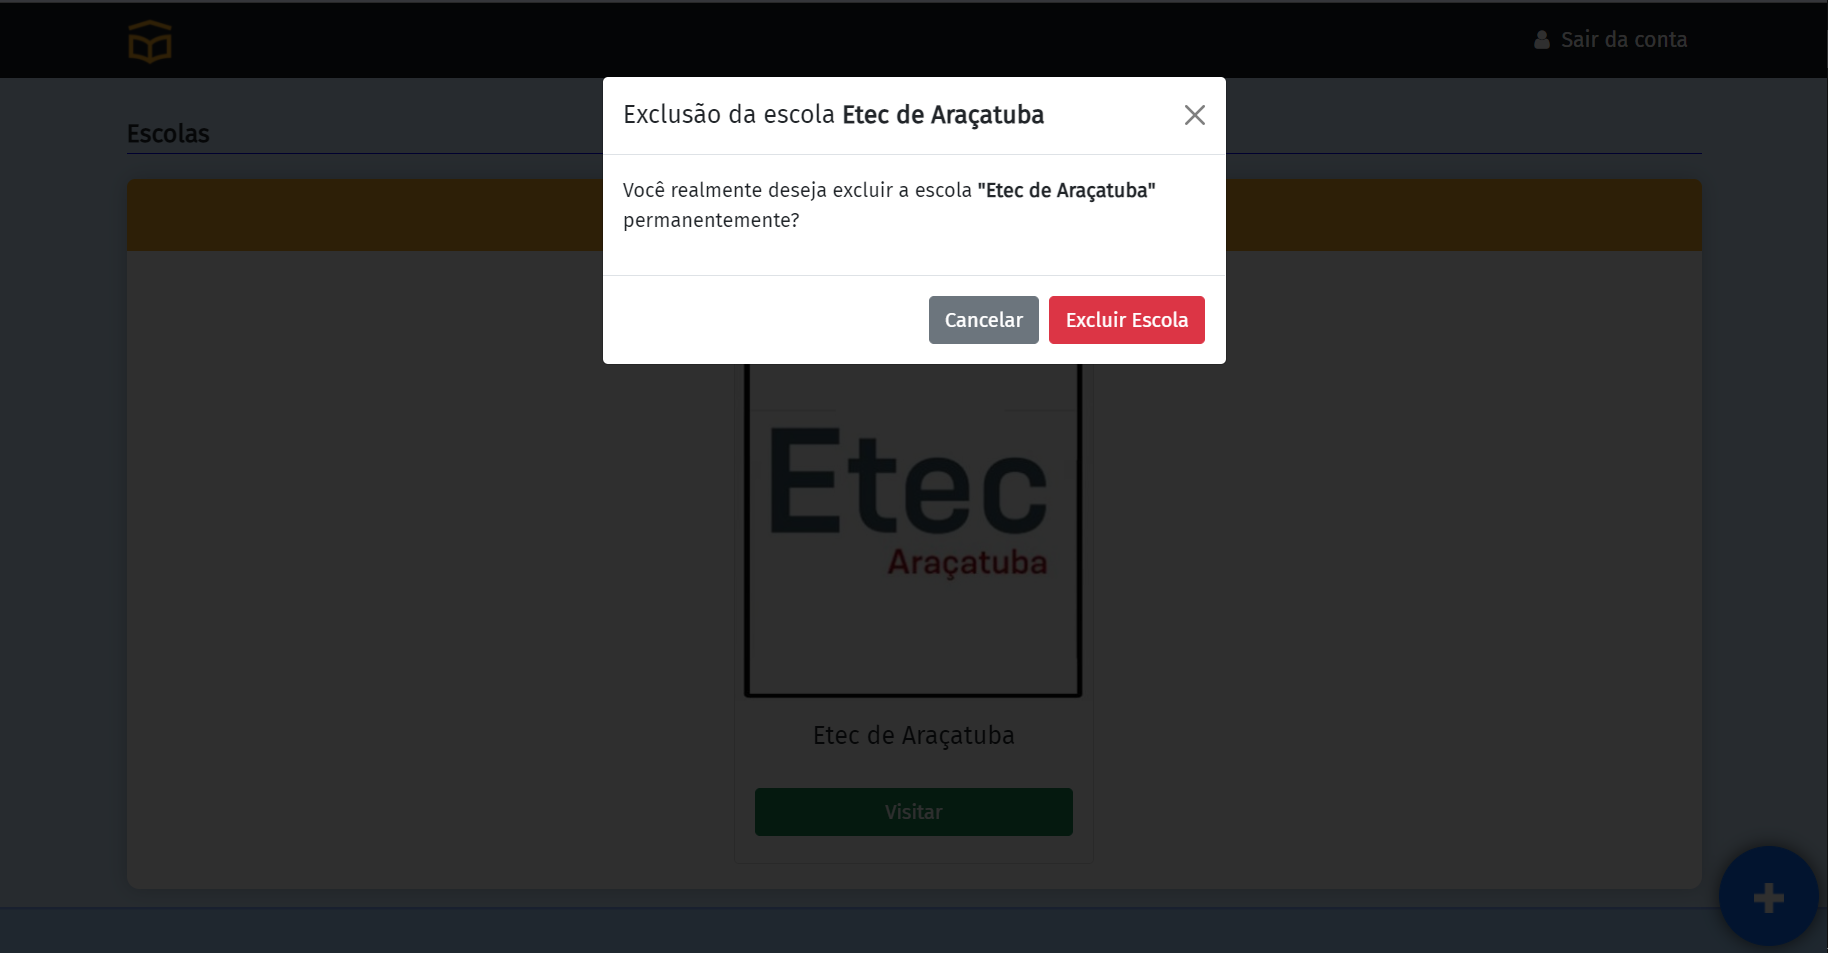 Sair da conta
Exclusão da escola Etec de Araçatuba
Escolas
Você realmente deseja excluir a escola "Etec de Araçatuba"
permanentemente?
Cancelar
Excluir Escola
Etec
Araçatuba
Etec de Araçatuba
Visitar